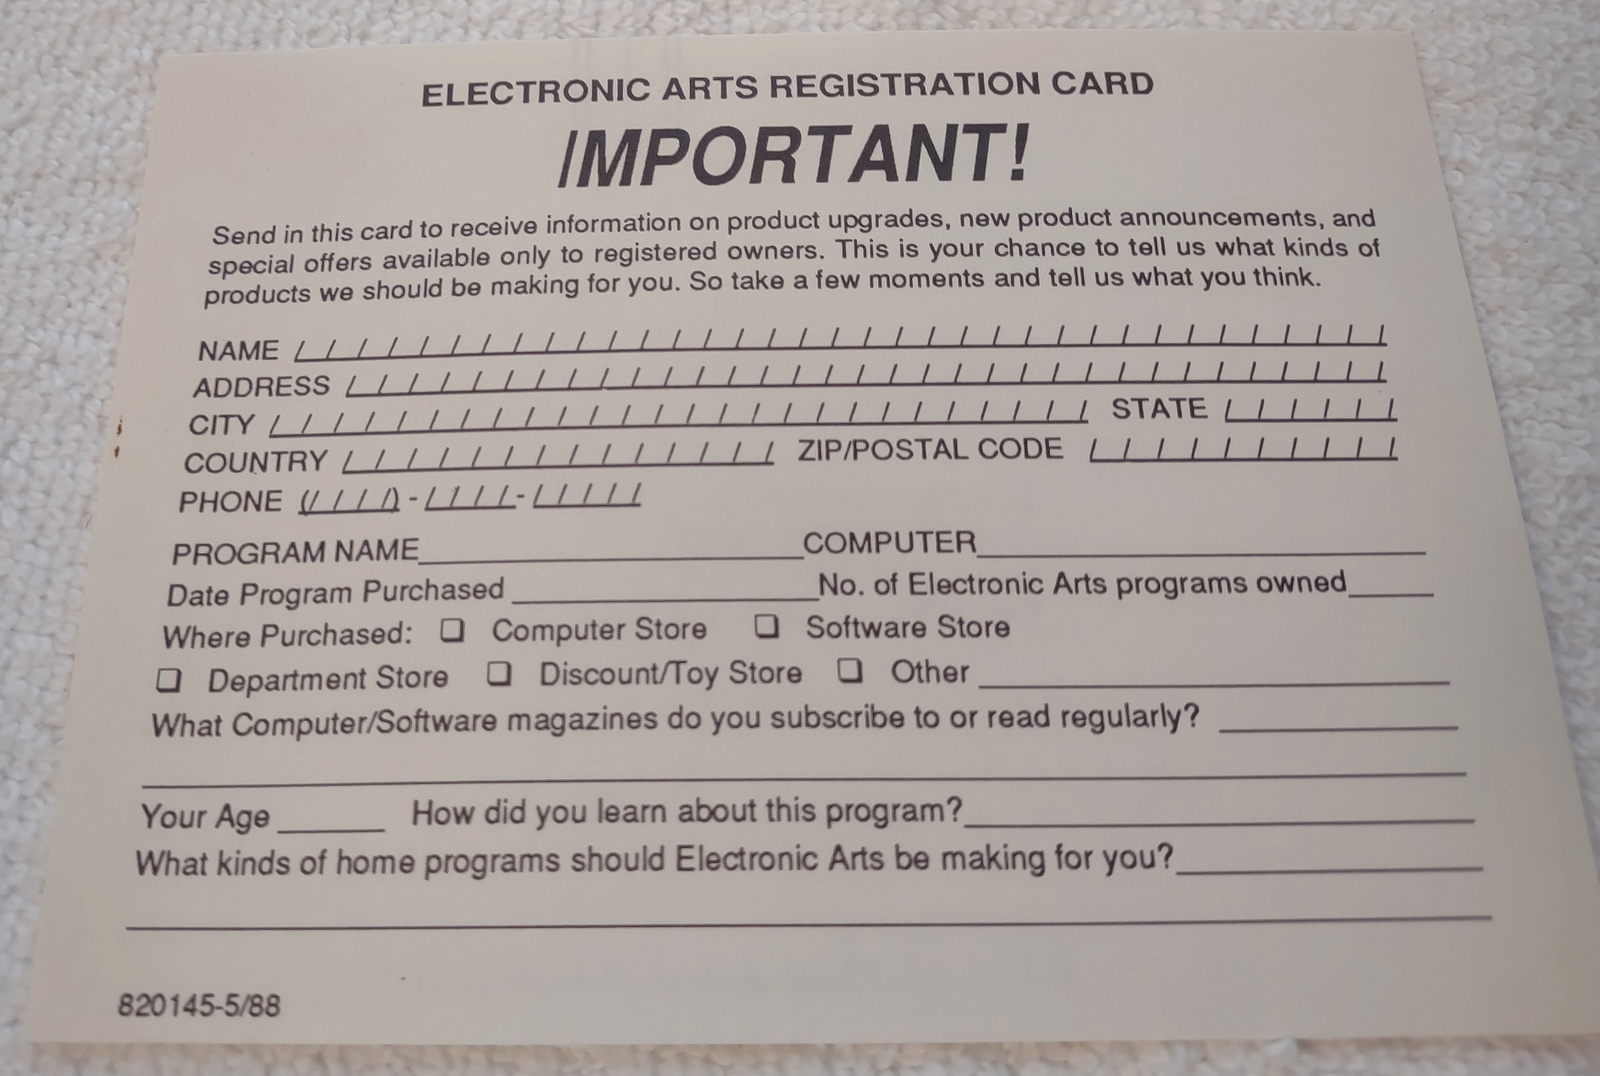 ELECTRONIC ARTS REGISTRATION CARD
IMPORTANT!
Send in this card to receive information on product upgrades, new product announcements, and
special offers available only to registered owners. This is your chance to tell us what kinds of
products we should be making for you. So take a few moments and tell us what you think.
NAME
ADDRESS
CITY STATE
COUNTRY ZIP/POSTAL CODE
PHONE ( ) - -
PROGRAM NAME COMPUTER
Date Program Purchased No. of Electronic Arts programs owned
Where Purchased: ❏ Computer Store ❏ Software Store
❏ Department Store ❏ Discount/Toy Store ❏ Other
What Computer/Software magazines do you subscribe to or read regularly?
Your Age How did you learn about this program?
What kinds of home programs should Electronic Arts be making for you?
820145-5/88